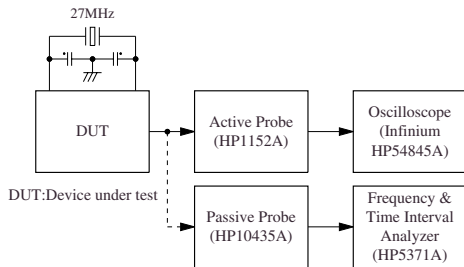 27MHz
DUT
Active Probe
(HP1152A)
Oscilloscope
(Infinium
HP54845A)
DUT:Device under test
Passive Probe
(HP10435A)
Frequency &
Time Interval
Analyzer
(HP5371A)